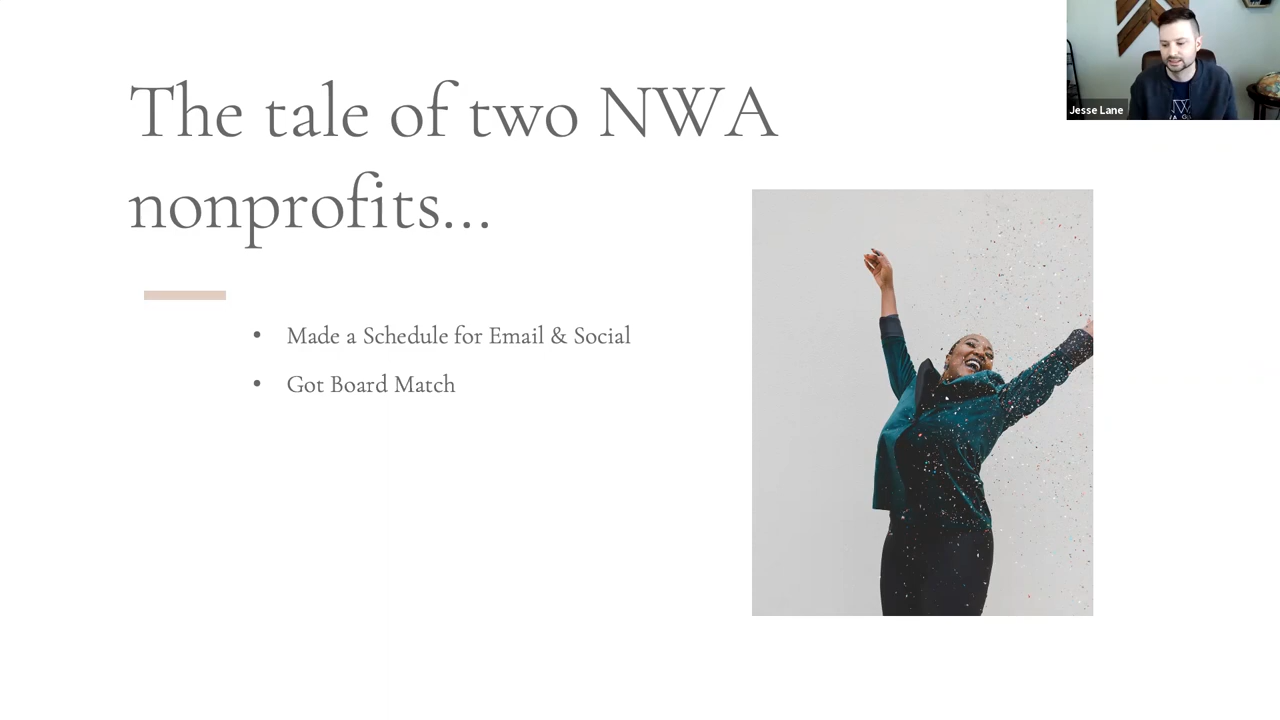 The tale of two NWA
nonprofits...
• Made a Schedule for Email & Social
• Got Board Match
Jesse Lane